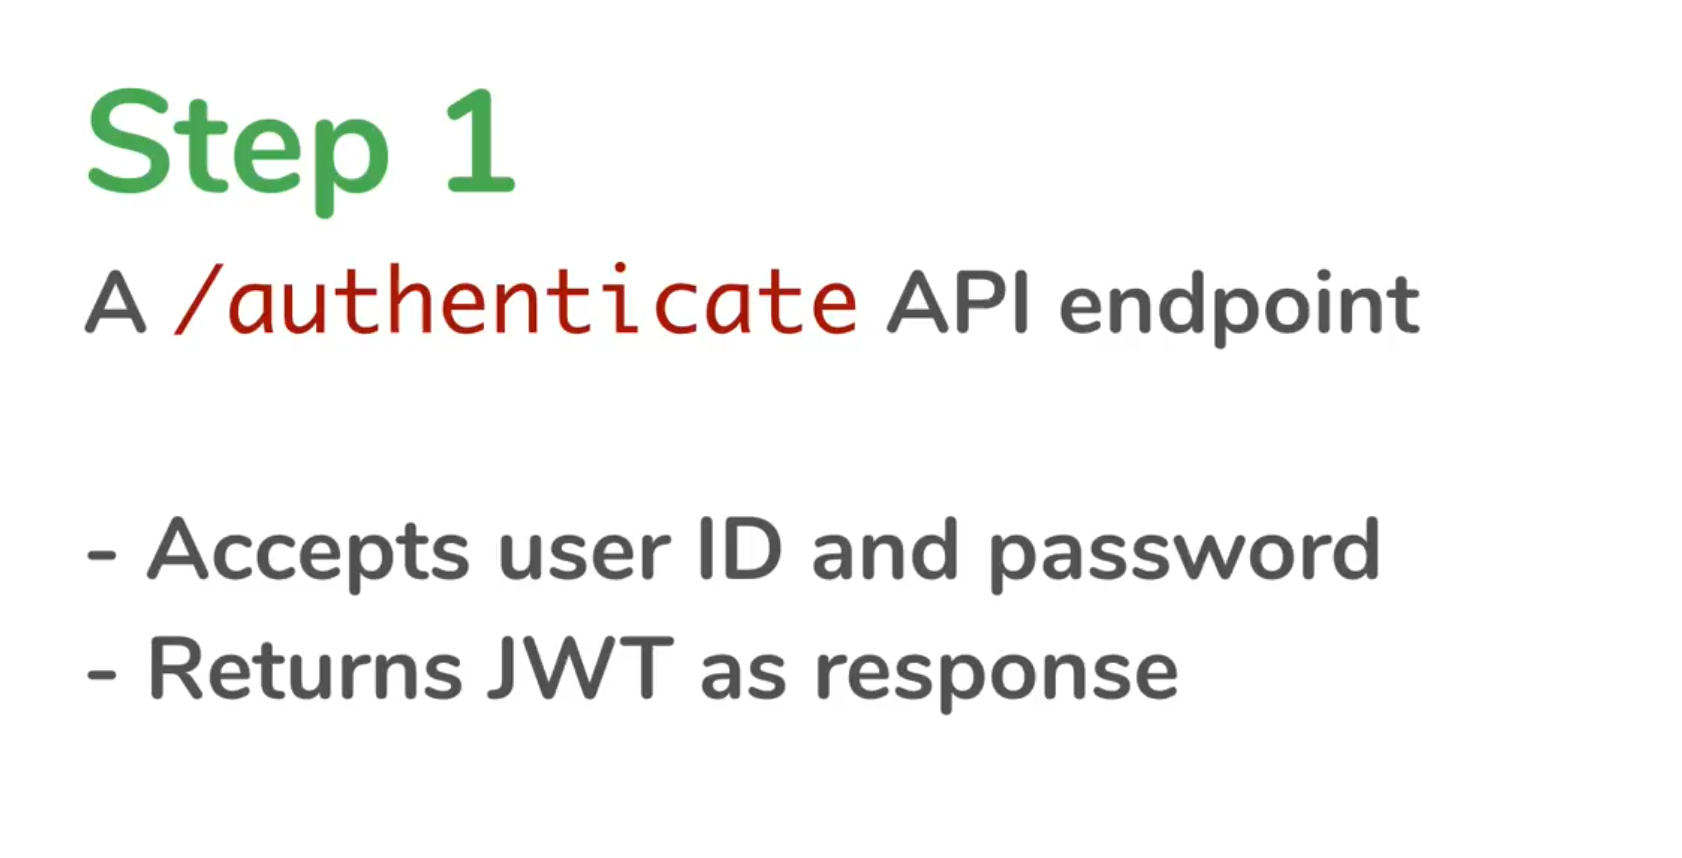 Step 1
A /authenticate API endpoint
- Accepts user ID and password
- Returns JWT as response